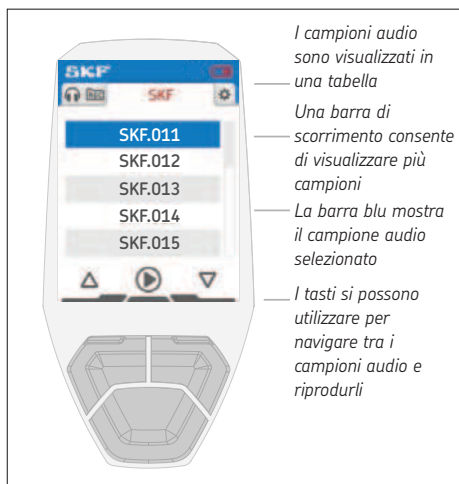 SKF
REC
SKF
SKF.011
SKF.012
SKF.013
SKF.014
SKF.015
I campioni audio
sono visualizzati in
una tabella
Una barra di
scorrimento consente
di visualizzare più
campioni
La barra blu mostra
il campione audio
selezionato
I tasti si possono
utilizzare per
navigare tra i
campioni audio e
riprodurli